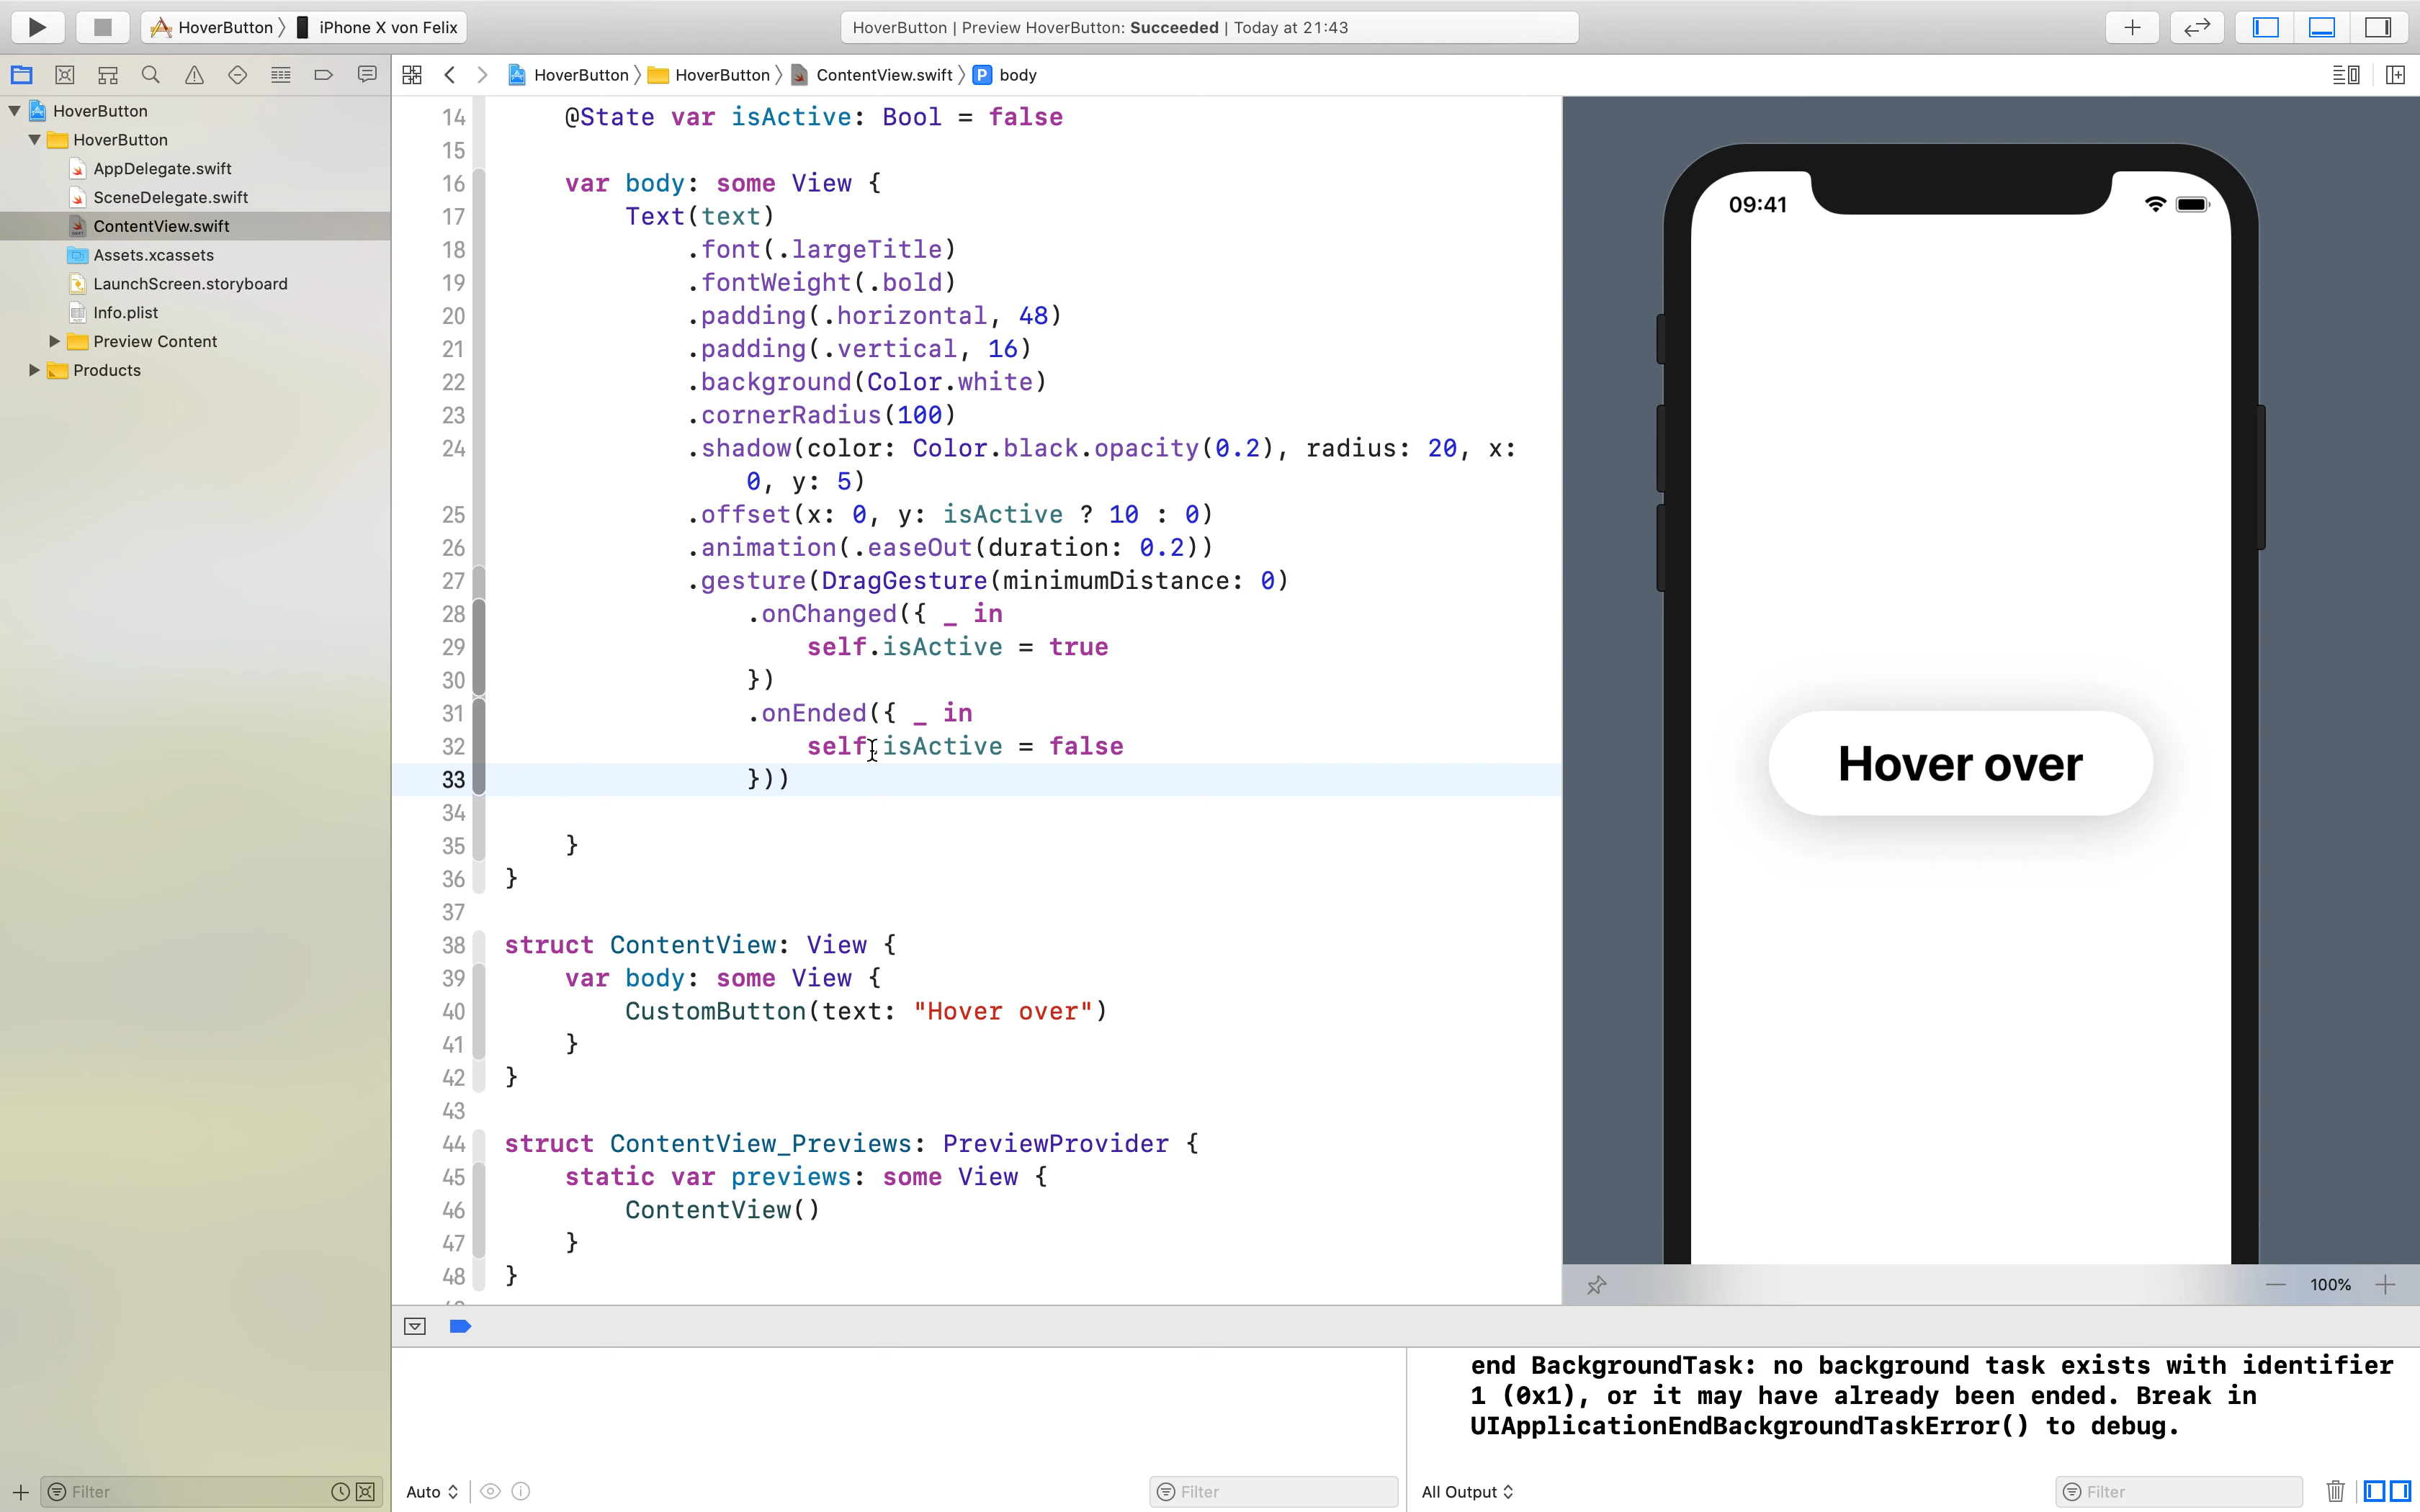 HoverButton 〉 iPhone X von Felix
HoverButton | Preview HoverButton: Succeeded | Today at 21:43
HoverButton 〉 HoverButton 〉 ContentView.swift 〉 P body
HoverButton
HoverButton
AppDelegate.swift
SceneDelegate.swift
ContentView.swift
Assets.xcassets
LaunchScreen.storyboard
Info.plist
Preview Content
Products
14 @State var isActive: Bool = false
15
16 var body: some View {
17 Text(text)
18 .font(.largeTitle)
19 .fontWeight(.bold)
20 .padding(.horizontal, 48)
21 .padding(.vertical, 16)
22 .background(Color.white)
23 .cornerRadius(100)
24 .shadow(color: Color.black.opacity(0.2), radius: 20, x:
0, y: 5)
25 .offset(x: 0, y: isActive ? 10 : 0)
26 .animation(.easeOut(duration: 0.2))
27 .gesture(DragGesture(minimumDistance: 0)
28 .onChanged({ _ in
29 self.isActive = true
30 })
31 .onEnded({ _ in
32 self.isActive = false
33 }))
34
35 }
36 }
37
38 struct ContentView: View {
39 var body: some View {
40 CustomButton(text: "Hover over")
41 }
42 }
43
44 struct ContentView_Previews: PreviewProvider {
45 static var previews: some View {
46 ContentView()
47 }
48 }
09:41
Hover over
100%
end BackgroundTask: no background task exists with identifier
1 (0x1), or it may have already been ended. Break in
UIApplicationEndBackgroundTaskError() to debug.
Filter
Auto
Filter
All Output
Filter